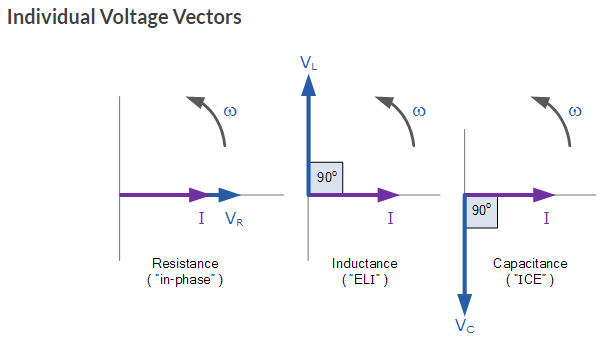 Individual Voltage Vectors
V_L
ω
ω
ω
90°
90°
I V_R
I
I
Resistance
( "in-phase" )
Inductance
( "ELI" )
Capacitance
( "ICE" )
V_C